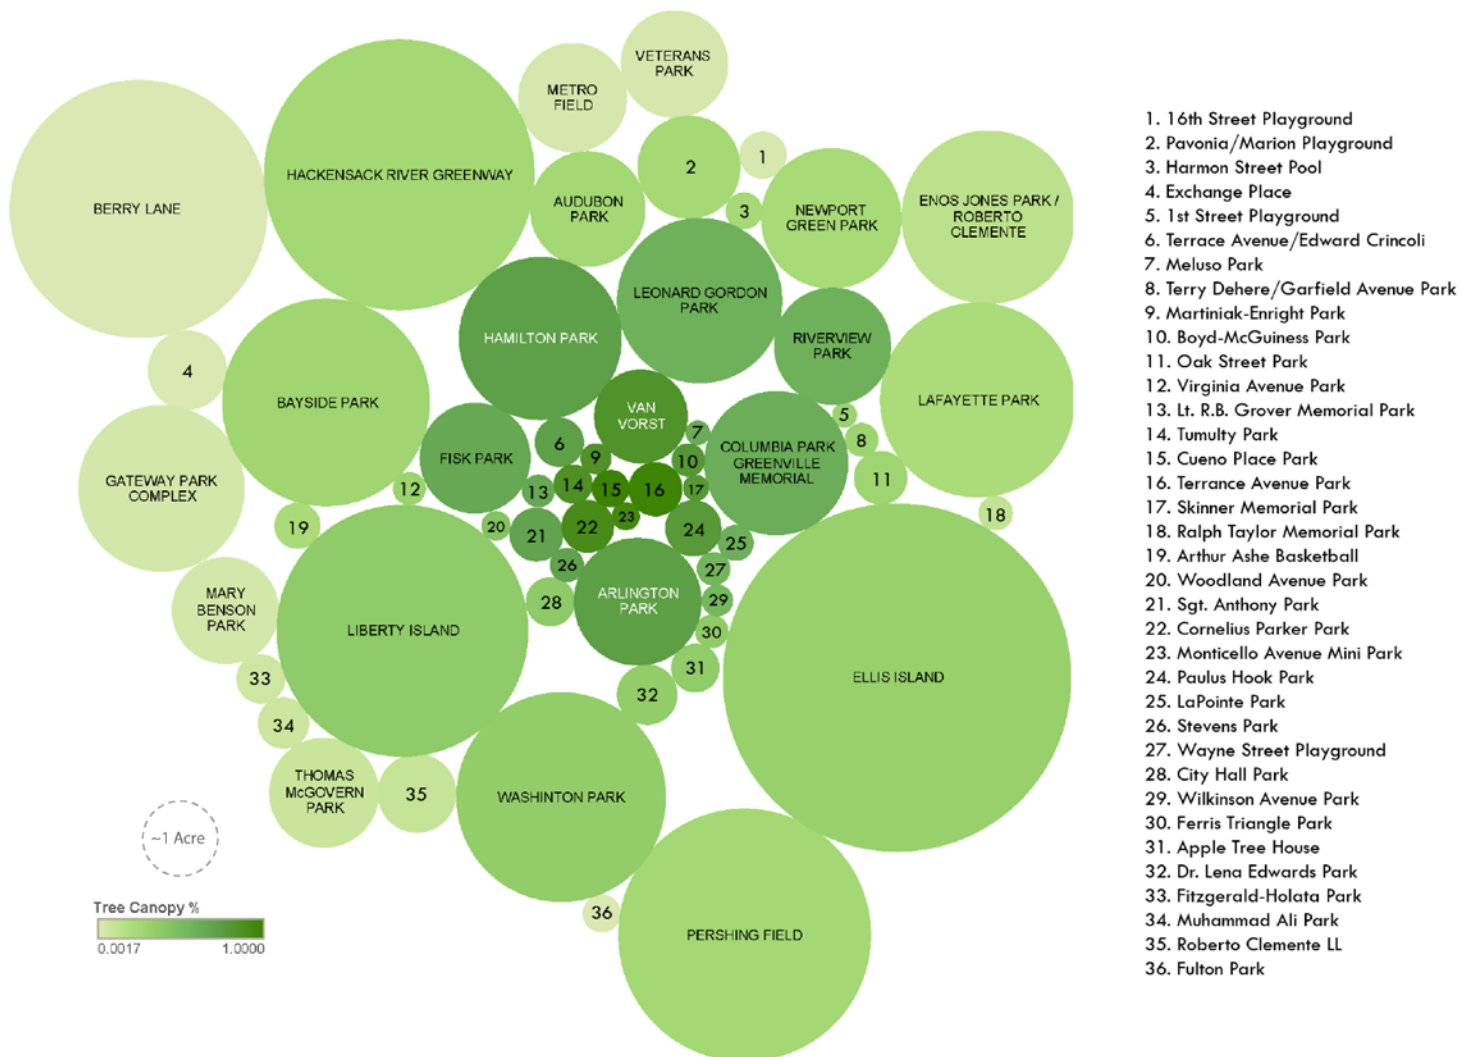 VETERANS
PARK
METRO
FIELD
HACKENSACK RIVER GREENWAY
BERRY LANE
AUDUBON
PARK
2
1
3
NEWPORT
GREEN PARK
ENOS JONES PARK /
ROBERTO
CLEMENTE
LEONARD GORDON
PARK
HAMILTON PARK
RIVERVIEW
PARK
4
BAYSIDE PARK
VAN
VORST
LAFAYETTE PARK
5
6
7
8
FISK PARK
COLUMBIA PARK
GREENVILLE
MEMORIAL
9
10
11
GATEWAY PARK
COMPLEX
12
13
14
15
16
17
18
19
20
21
22
23
24
25
26
27
MARY
BENSON
PARK
28
ARLINGTON
PARK
29
LIBERTY ISLAND
30
31
ELLIS ISLAND
33
32
34
THOMAS
McGOVERN
PARK
35
WASHINTON PARK
~1 Acre
36
PERSHING FIELD
Tree Canopy %
0.0017 1.0000
1. 16th Street Playground
2. Pavonia/Marion Playground
3. Harmon Street Pool
4. Exchange Place
5. 1st Street Playground
6. Terrace Avenue/Edward Crincoli
7. Meluso Park
8. Terry Dehere/Garfield Avenue Park
9. Martiniak-Enright Park
10. Boyd-McGuiness Park
11. Oak Street Park
12. Virginia Avenue Park
13. Lt. R.B. Grover Memorial Park
14. Tumulty Park
15. Cueno Place Park
16. Terrance Avenue Park
17. Skinner Memorial Park
18. Ralph Taylor Memorial Park
19. Arthur Ashe Basketball
20. Woodland Avenue Park
21. Sgt. Anthony Park
22. Cornelius Parker Park
23. Monticello Avenue Mini Park
24. Paulus Hook Park
25. LaPointe Park
26. Stevens Park
27. Wayne Street Playground
28. City Hall Park
29. Wilkinson Avenue Park
30. Ferris Triangle Park
31. Apple Tree House
32. Dr. Lena Edwards Park
33. Fitzgerald-Holata Park
34. Muhammad Ali Park
35. Roberto Clemente LL
36. Fulton Park